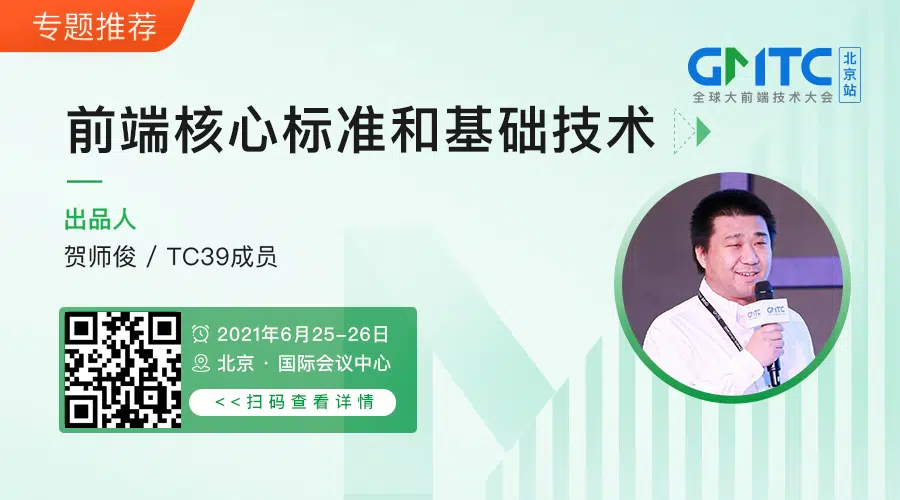 专题推荐
GMTC
北京站
全球大前端技术大会
前端核心标准和基础技术
出品人
贺师俊 / TC39成员
2021年6月25-26日
北京 · 国际会议中心
<<扫码查看详情
GMTC
GMTC